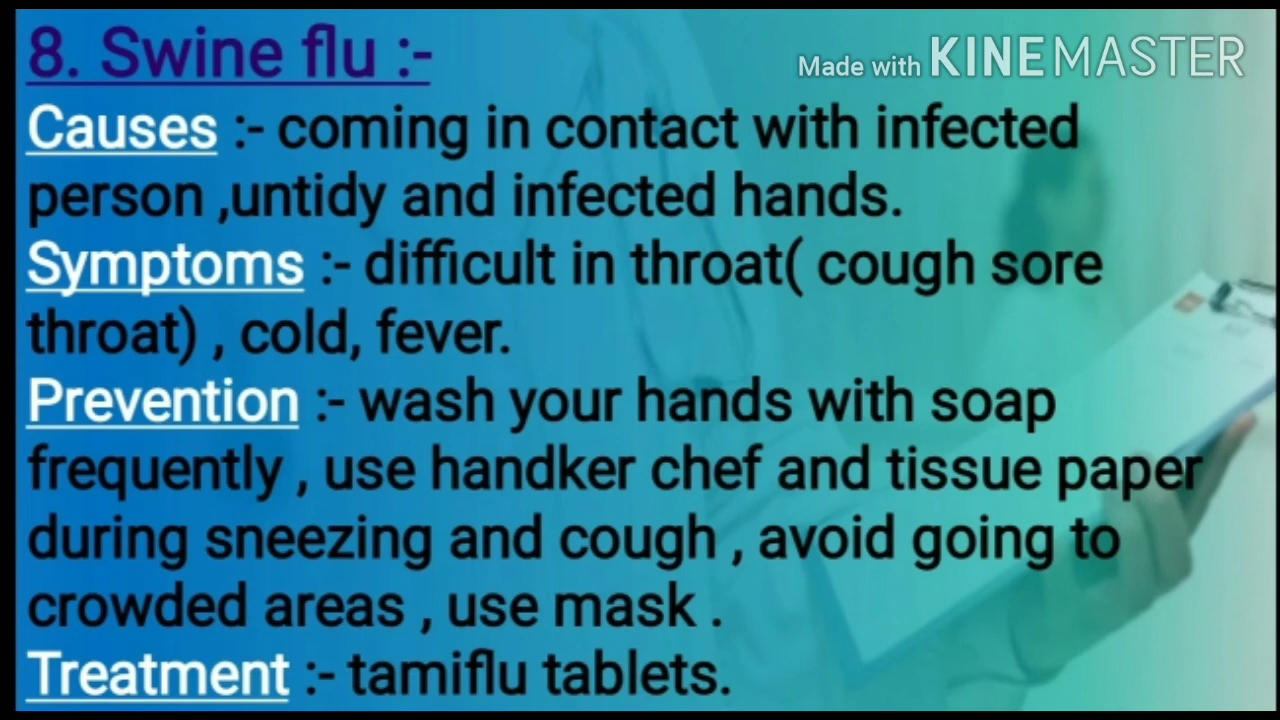 8. Swine flu :-
Made with KINEMASTER
Causes :- coming in contact with infected
person ,untidy and infected hands.
Symptoms :- difficult in throat( cough sore
throat) , cold, fever.
Prevention :- wash your hands with soap
frequently , use handker chef and tissue paper
during sneezing and cough , avoid going to
crowded areas , use mask .
Treatment :- tamiflu tablets.